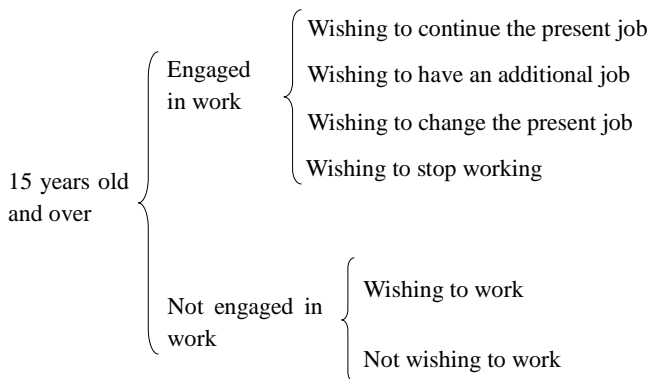 Wishing to continue the present job
Engaged
in work
Wishing to have an additional job
Wishing to change the present job
Wishing to stop working
15 years old
and over
Not engaged in
work
Wishing to work
Not wishing to work